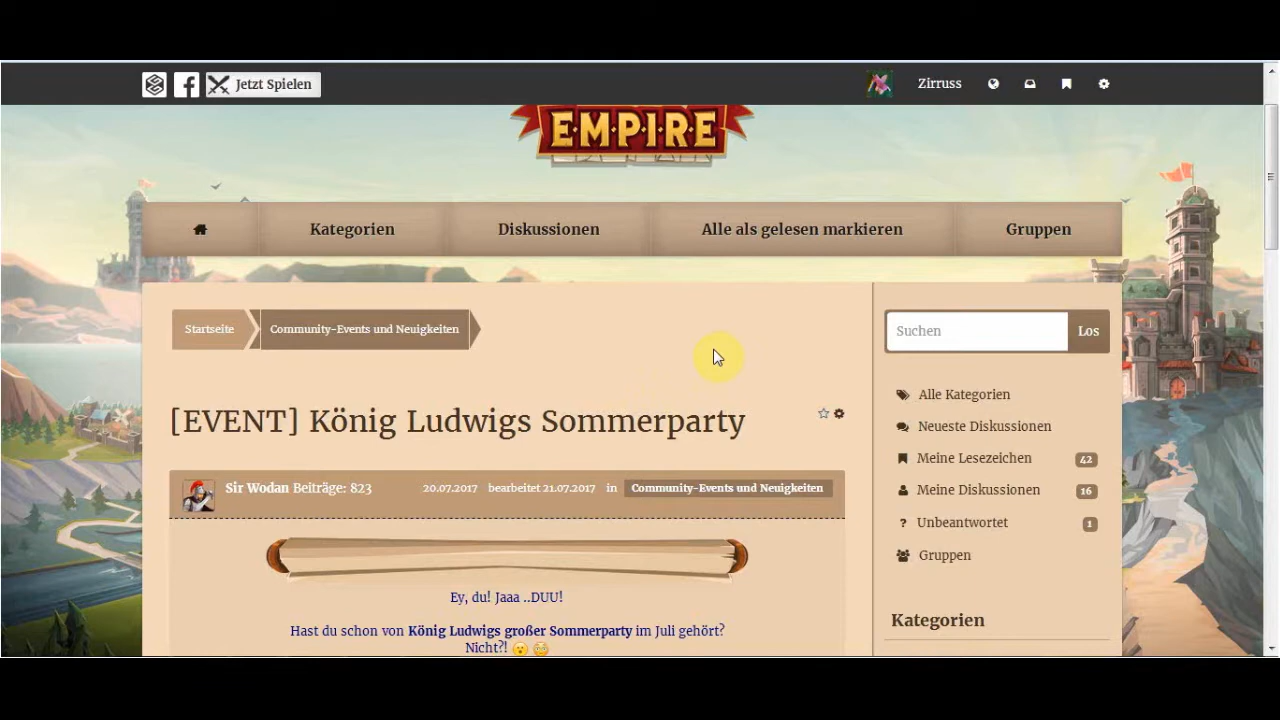 Jetzt Spielen
Zirruss
EMPIRE
Kategorien
Diskussionen
Alle als gelesen markieren
Gruppen
Startseite
Community-Events und Neuigkeiten
Suchen
Los
[EVENT] König Ludwigs Sommerparty
Sir Wodan Beiträge: 823
20.07.2017 bearbeitet 21.07.2017 in Community-Events und Neuigkeiten
Ey, du! Jaaa ..DUU!
Hast du schon von König Ludwigs großer Sommerparty im Juli gehört?
Nicht?!
Alle Kategorien
Neueste Diskussionen
Meine Lesezeichen 42
Meine Diskussionen 16
Unbeantwortet 1
Gruppen
Kategorien